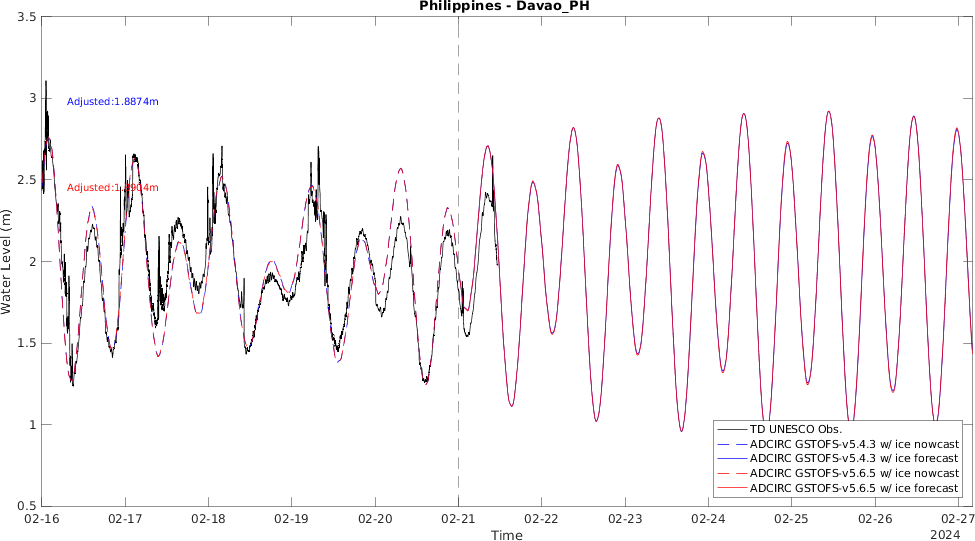 Philippines - Davao_PH
3.5
3
2.5
2
1.5
1
0.5
Water Level (m)
Adjusted:1.8874m
TD UNESCO Obs.
ADCIRC GSTOFS-v5.4.3 w/ ice nowcast
ADCIRC GSTOFS-v5.4.3 w/ ice forecast
ADCIRC GSTOFS-v5.6.5 w/ ice nowcast
ADCIRC GSTOFS-v5.6.5 w/ ice forecast
02-16 02-17 02-18 02-19 02-20 02-21 02-22 02-23 02-24 02-25 02-26 02-27
2024
Time